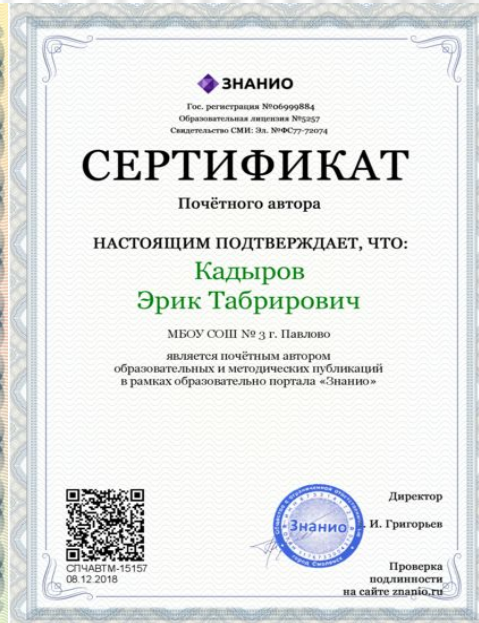 ЗНАНИО
Гос. регистрация №06999884
Образовательная лицензия №5257
Свидетельство СМИ: Эл. №ФС77-72074
СЕРТИФИКАТ
Почётного автора
НАСТОЯЩИМ ПОДТВЕРЖДАЕТ, ЧТО:
Кадыров
Эрик Табрирович
МБОУ СОШ № 3 г. Павлово
является почётным автором
образовательных и методических публикаций
в рамках образовательно портала «Знанио»
Директор
Знанио
И. Григорьев
СПЧАВТМ-15157
08.12.2018
Проверка
подлинности
на сайте znanio.ru